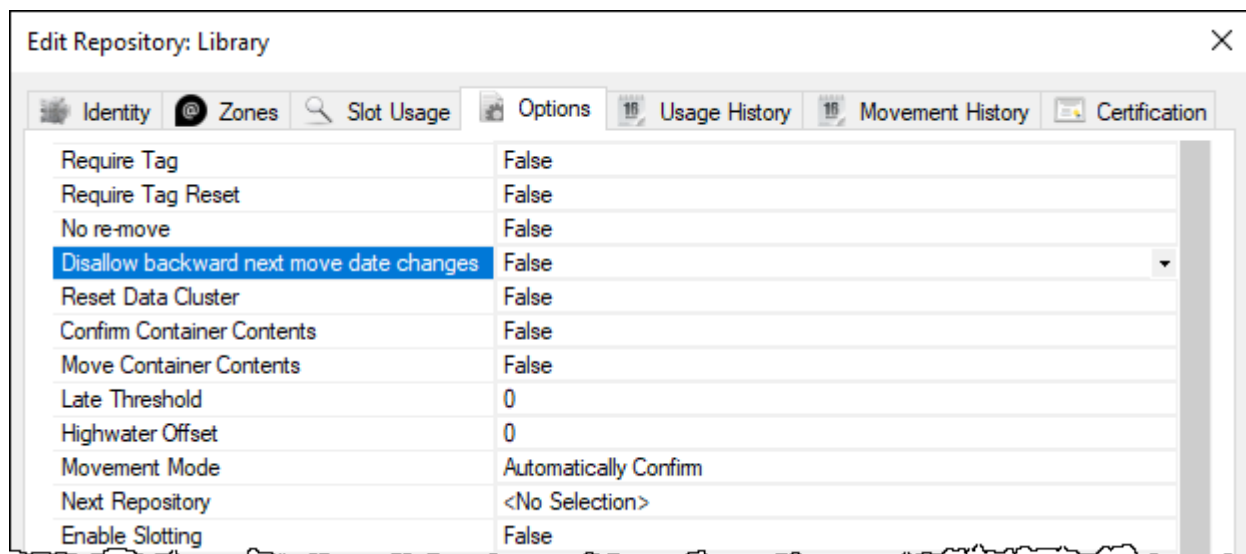 Edit Repository: Library
Identity Zones Slot Usage Options Usage History Movement History Certification
Require Tag False
Require Tag Reset False
No re-move False
Disallow backward next move date changes False
Reset Data Cluster False
Confirm Container Contents False
Move Container Contents False
Late Threshold 0
Highwater Offset 0
Movement Mode Automatically Confirm
Next Repository <No Selection>
Enable Slotting False